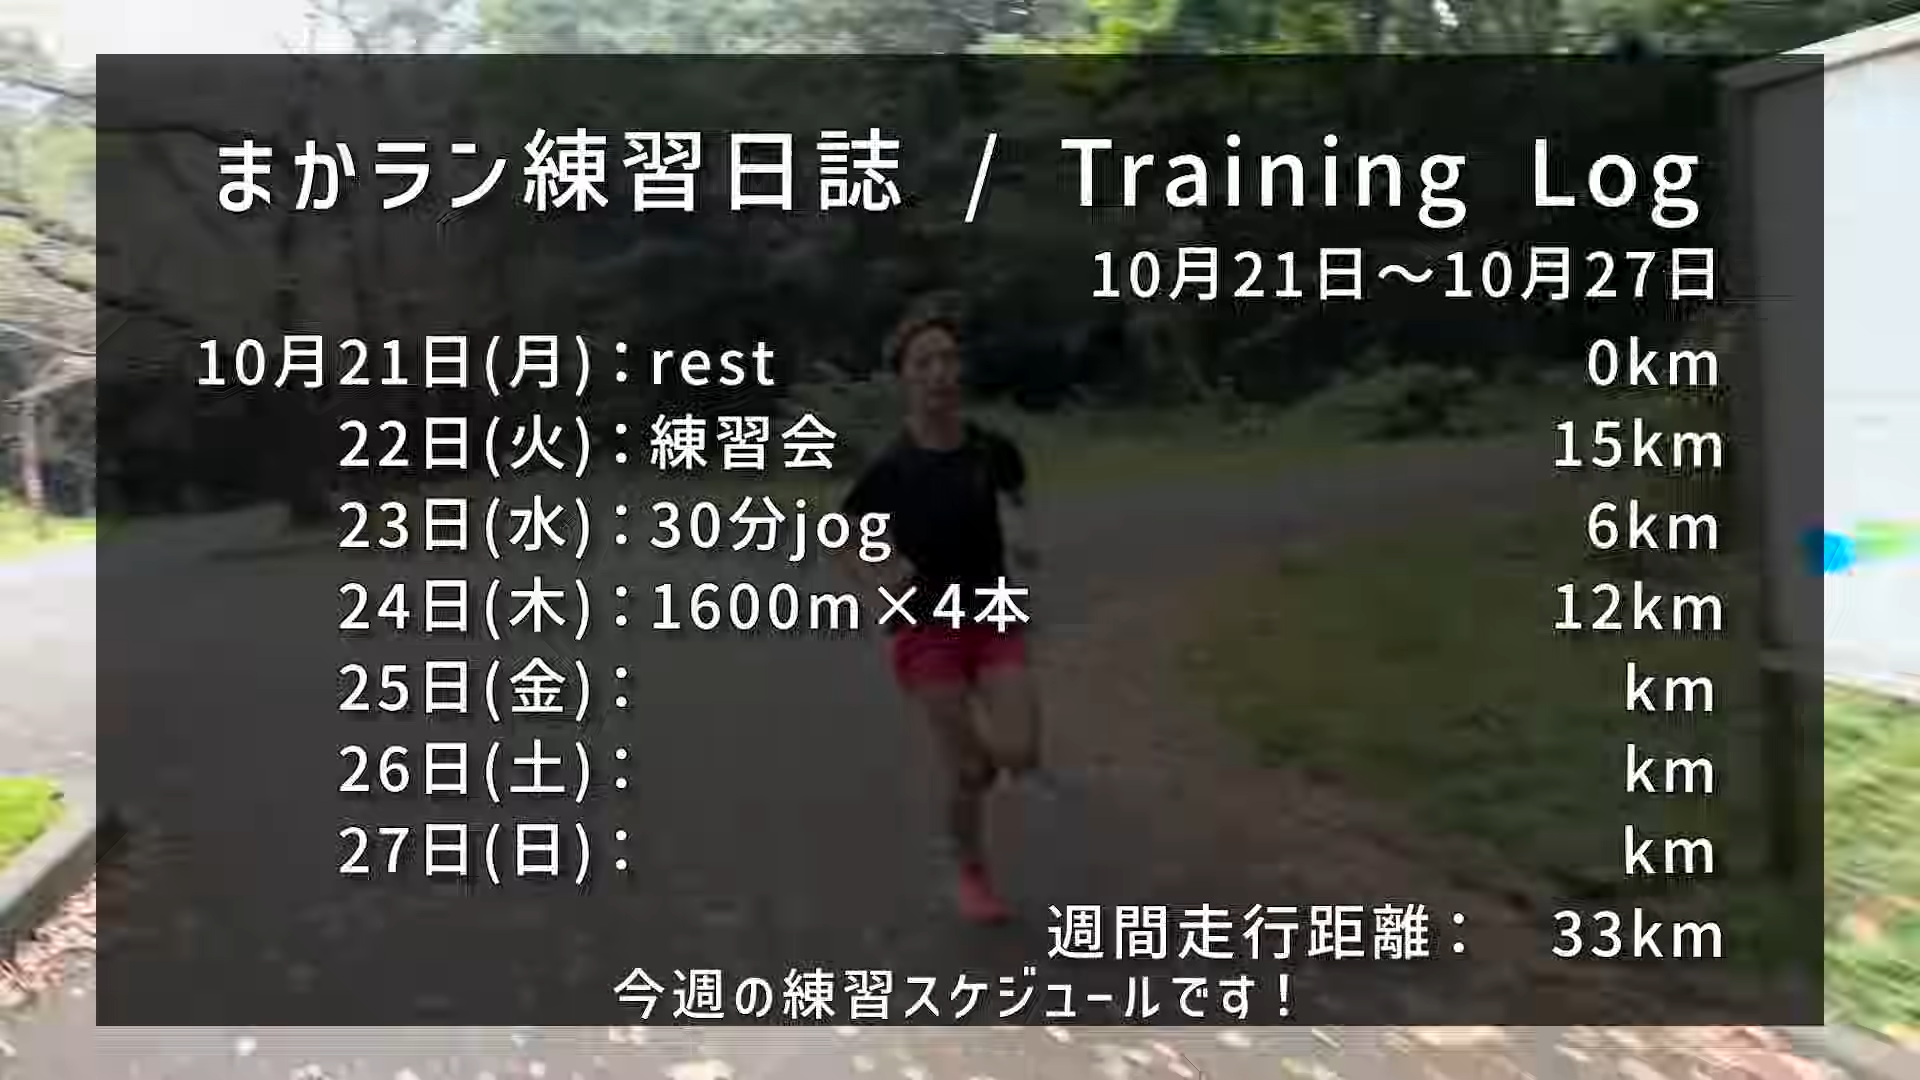 まかラン練習日誌 / Training Log
10月21日～10月27日
10月21日(月)：rest 0km
22日(火)：練習会 15km
23日(水)：30分jog 6km
24日(木)：1600m×4本 12km
25日(金)： km
26日(土)： km
27日(日)： km
週間走行距離： 33km
今週の練習スケジュールです！